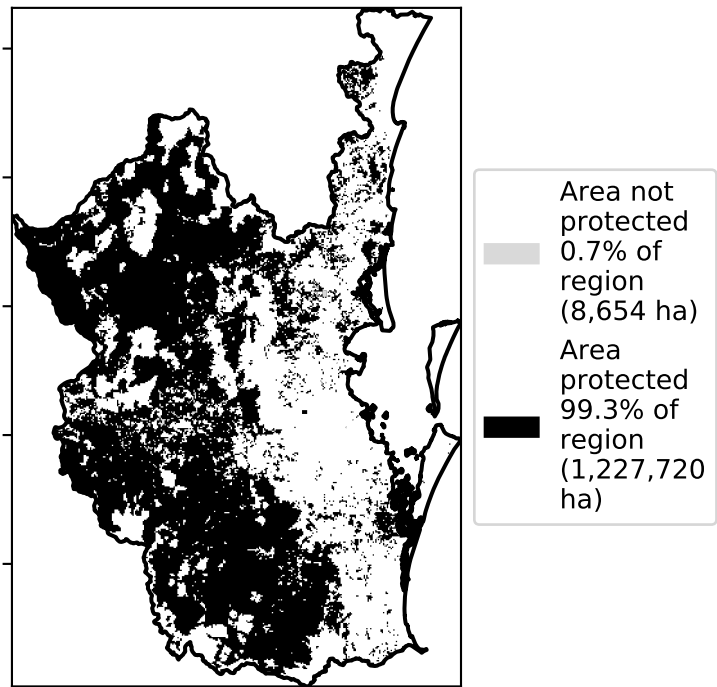 Area not
protected
0.7% of
region
(8,654 ha)
Area
protected
99.3% of
region
(1,227,720
ha)